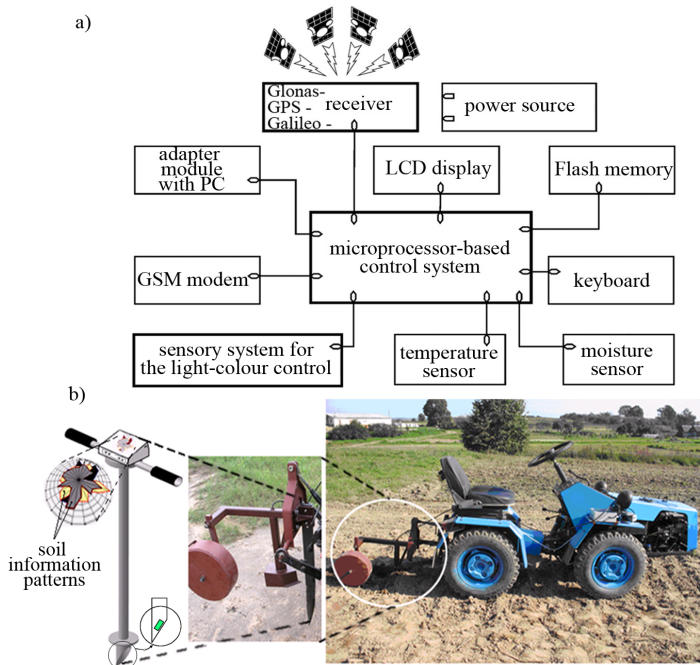 a)
Glonas-
GPS -
Galileo -
receiver
power source
adapter
module
with PC
LCD display
Flash memory
microprocessor-based
control system
GSM modem
keyboard
sensory system for
the light-colour control
temperature
sensor
moisture
sensor
b)
soil
information
patterns